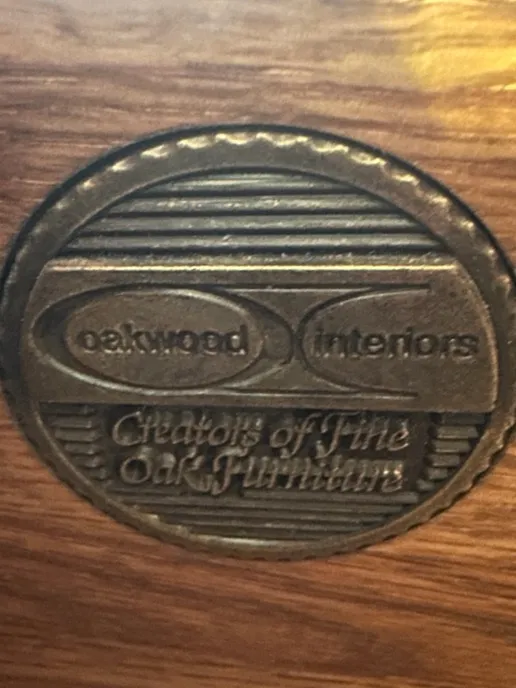 oakwood interiors
Creators of Fine
Oak Furniture